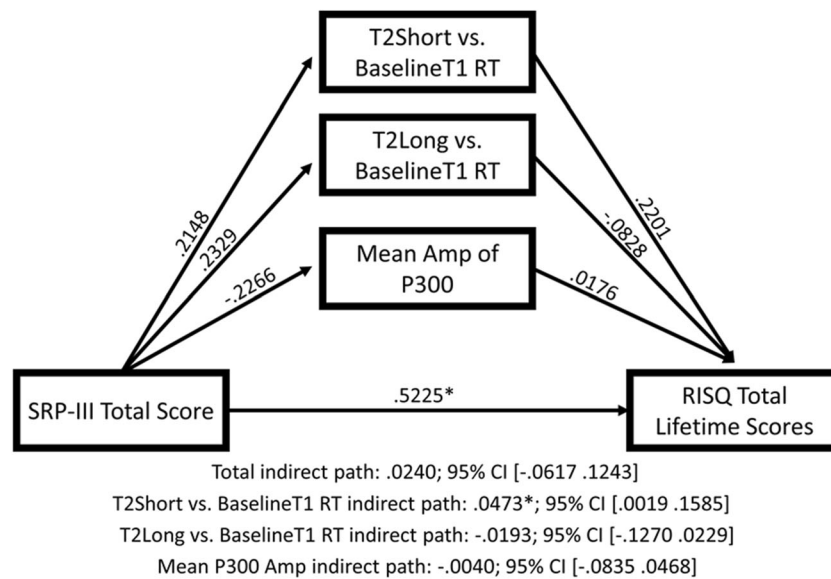 T2Short vs.
BaselineT1 RT
T2Long vs.
BaselineT1 RT
Mean Amp of
P300
.2148
.2329
-.2266
.2201
-.0828
.0176
SRP-III Total Score
.5225*
RISQ Total
Lifetime Scores
Total indirect path: .0240; 95% CI [-.0617 .1243]
T2Short vs. BaselineT1 RT indirect path: .0473*; 95% CI [.0019 .1585]
T2Long vs. BaselineT1 RT indirect path: -.0193; 95% CI [-.1270 .0229]
Mean P300 Amp indirect path: -.0040; 95% CI [-.0835 .0468]